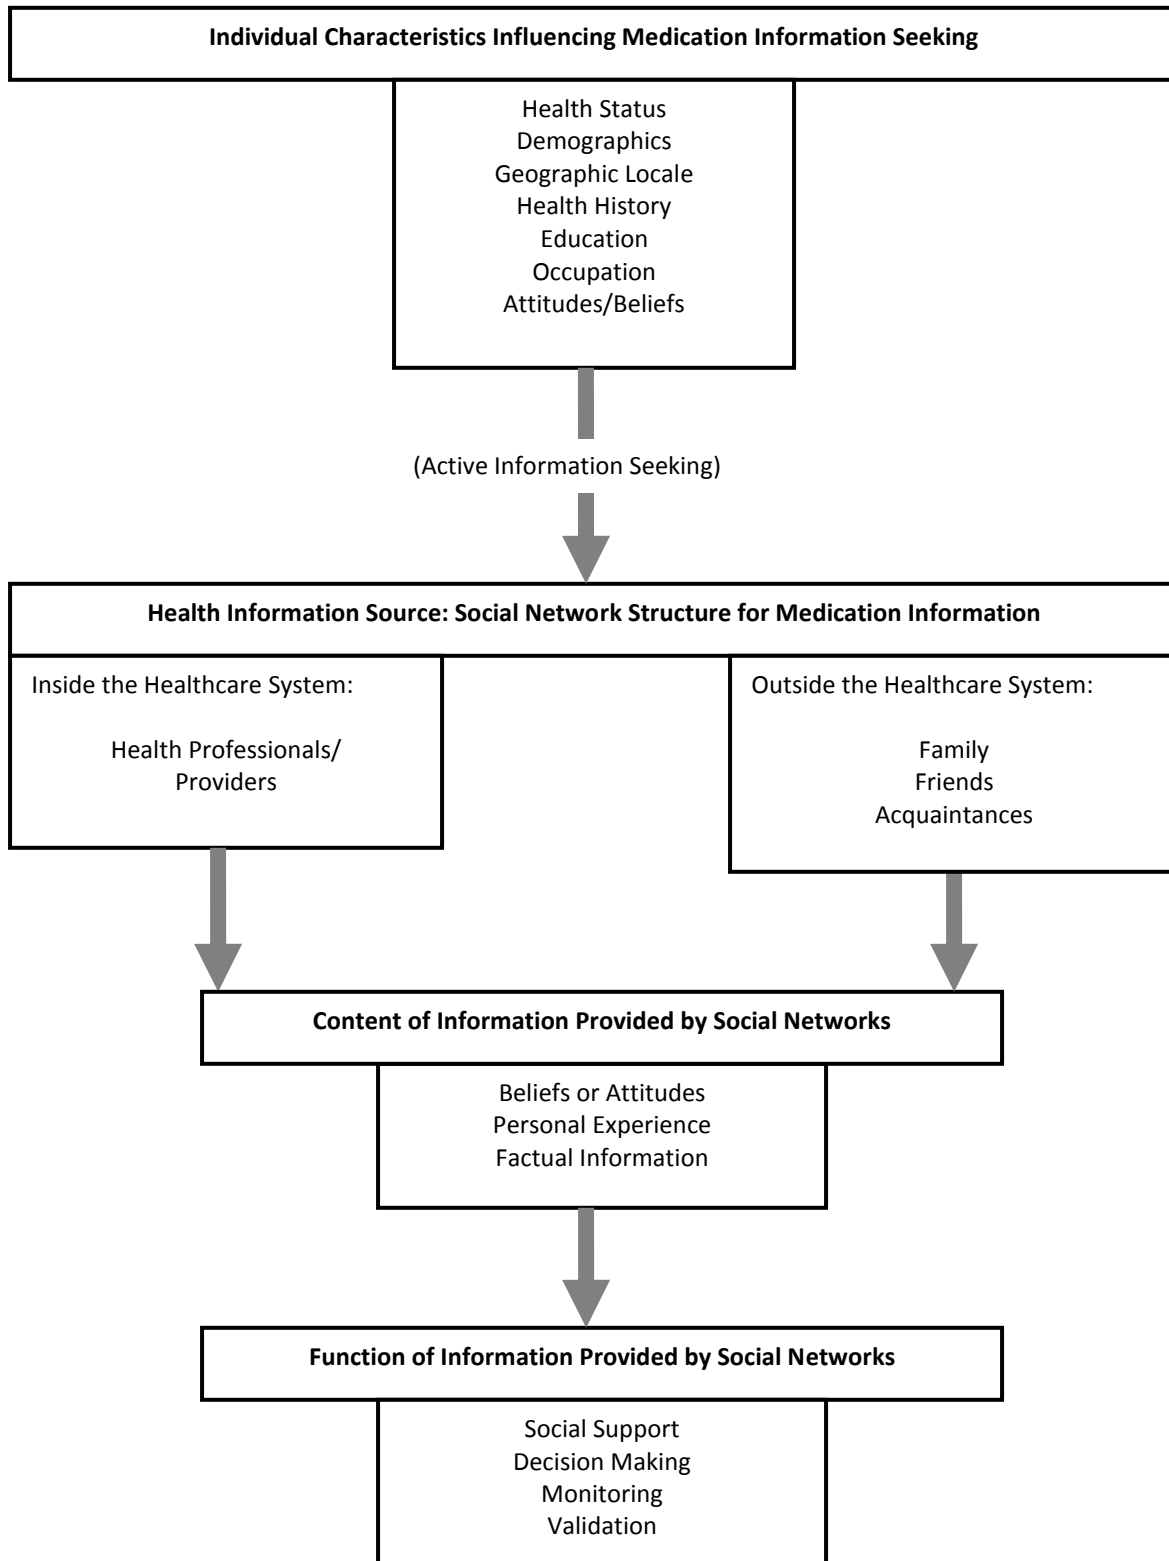 Individual Characteristics Influencing Medication Information Seeking
Health Status
Demographics
Geographic Locale
Health History
Education
Occupation
Attitudes/Beliefs
(Active Information Seeking)
Health Information Source: Social Network Structure for Medication Information
Inside the Healthcare System:
Health Professionals/
Providers
Outside the Healthcare System:
Family
Friends
Acquaintances
Content of Information Provided by Social Networks
Beliefs or Attitudes
Personal Experience
Factual Information
Function of Information Provided by Social Networks
Social Support
Decision Making
Monitoring
Validation